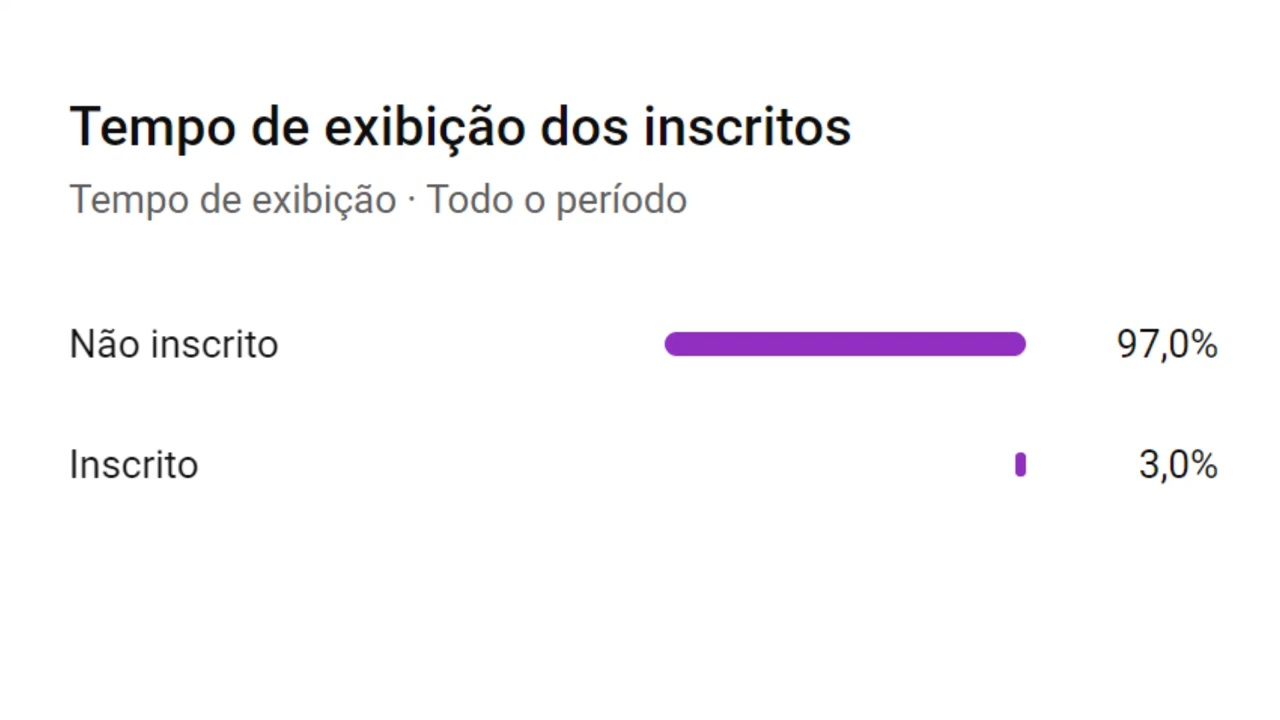 Tempo de exibição dos inscritos
Tempo de exibição · Todo o período
Não inscrito 97,0%
Inscrito 3,0%